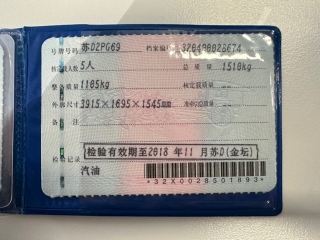 号牌号码 苏D2PG69 档案编号 320400828674
核定载人数 5人 总质量 1510kg
整备质量 1105kg 核定载质量
外廓尺寸 3915×1695×1545mm 准牵引总质量
备注
检验有效期至2018年11月苏D(金坛)
检验记录
汽油
*32X0028501893*